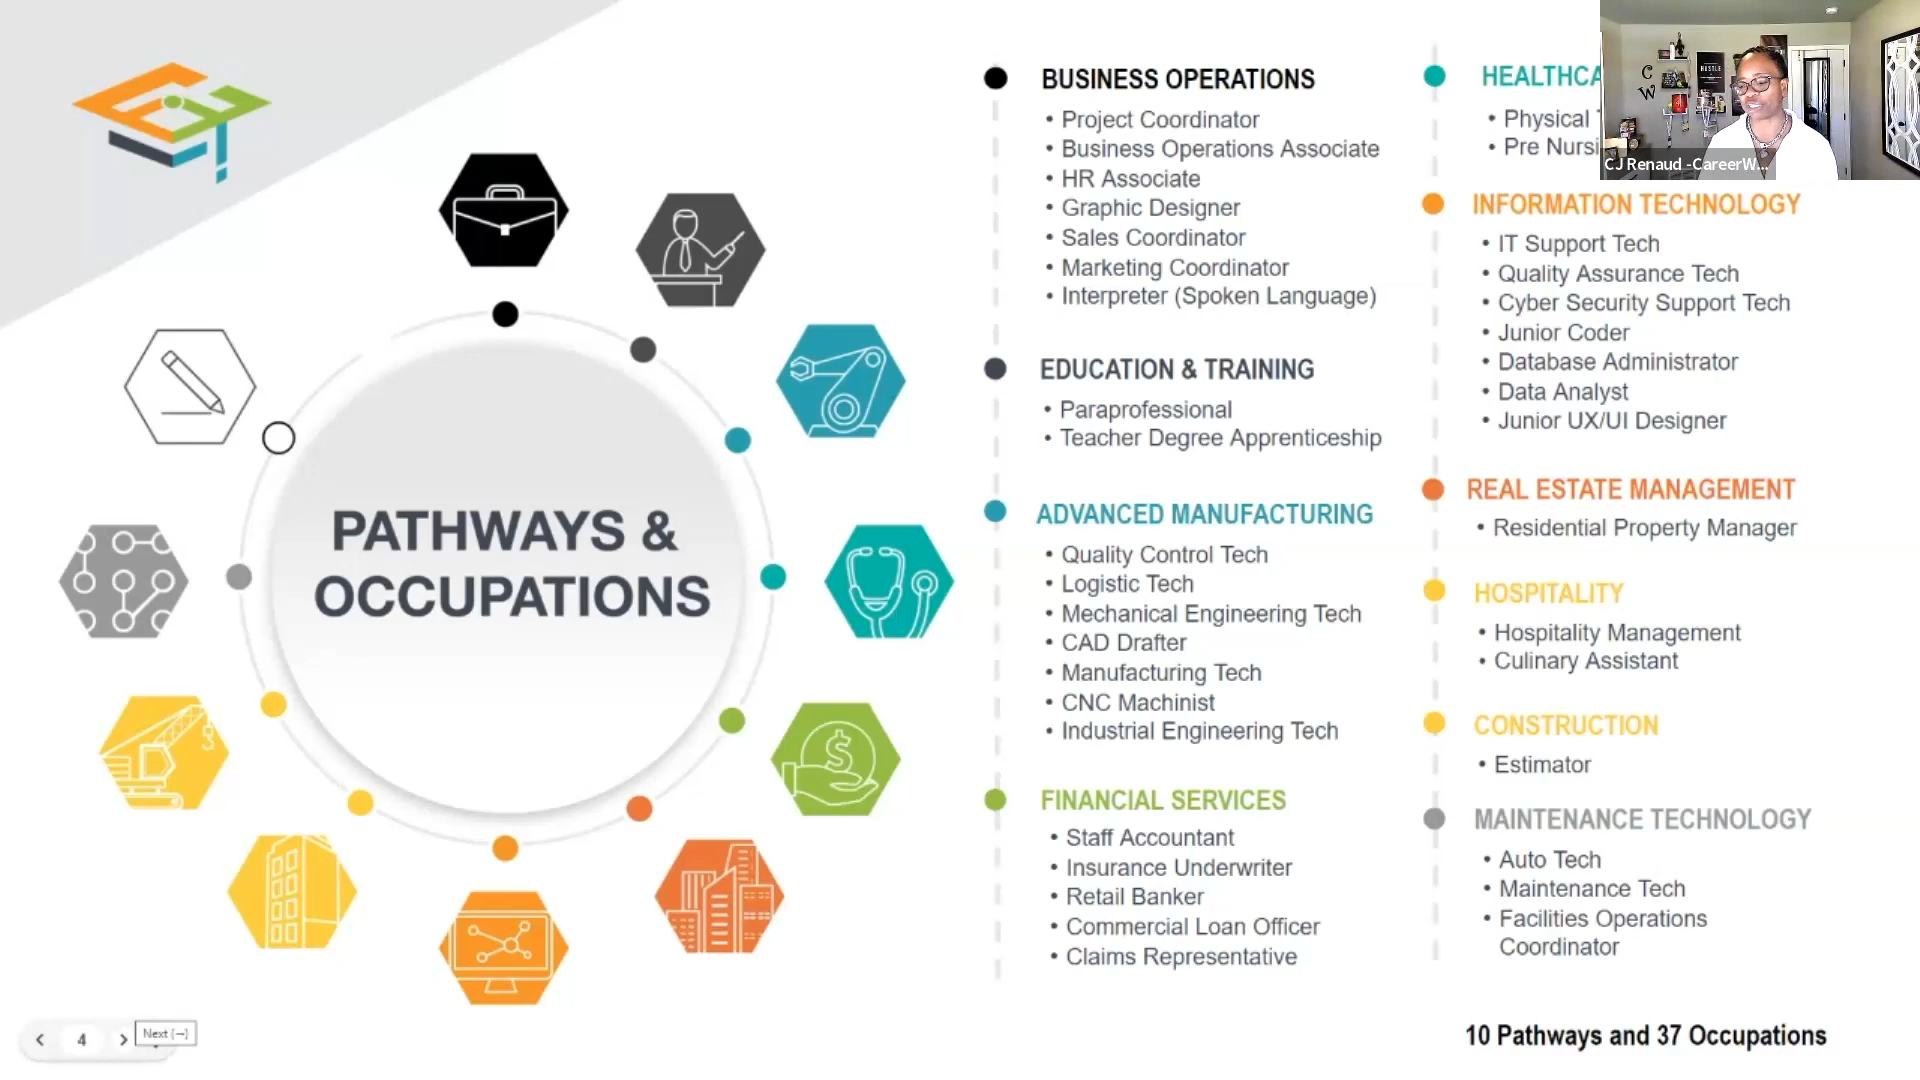 PATHWAYS &
OCCUPATIONS
BUSINESS OPERATIONS
• Project Coordinator
• Business Operations Associate
• HR Associate
• Graphic Designer
• Sales Coordinator
• Marketing Coordinator
• Interpreter (Spoken Language)
EDUCATION & TRAINING
• Paraprofessional
• Teacher Degree Apprenticeship
ADVANCED MANUFACTURING
• Quality Control Tech
• Logistic Tech
• Mechanical Engineering Tech
• CAD Drafter
• Manufacturing Tech
• CNC Machinist
• Industrial Engineering Tech
FINANCIAL SERVICES
• Staff Accountant
• Insurance Underwriter
• Retail Banker
• Commercial Loan Officer
• Claims Representative
HEALTHCA
• Physical
• Pre Nursi
INFORMATION TECHNOLOGY
• IT Support Tech
• Quality Assurance Tech
• Cyber Security Support Tech
• Junior Coder
• Database Administrator
• Data Analyst
• Junior UX/UI Designer
REAL ESTATE MANAGEMENT
• Residential Property Manager
HOSPITALITY
• Hospitality Management
• Culinary Assistant
CONSTRUCTION
• Estimator
MAINTENANCE TECHNOLOGY
• Auto Tech
• Maintenance Tech
• Facilities Operations
Coordinator
10 Pathways and 37 Occupations
C
W
HUSTLE
CJ Renaud -CareerW...
4
Next (→)